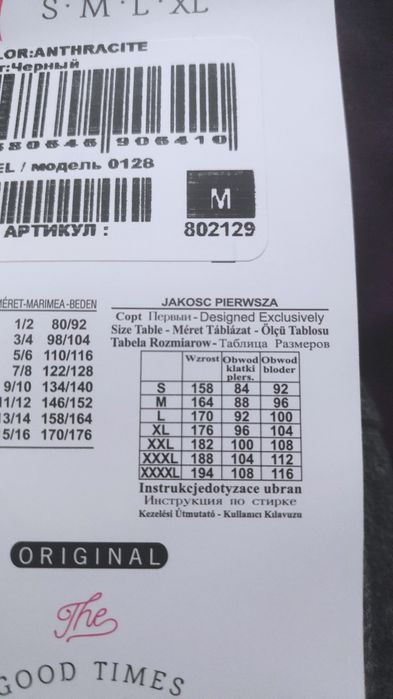 S · M · L · XL
LOR:ANTHRACITE
т:Черный
680646 906410
EL / модель 0128
M
АРТИКУЛ :
802129
MÉRET-MARIMEA-BEDEN
1/2 80/92
3/4 98/104
5/6 110/116
7/8 122/128
9/10 134/140
11/12 146/152
13/14 158/164
15/16 170/176
JAKOSC PIERWSZA
Сорт Первыи - Designed Exclusively
Size Table - Méret Táblázat - Ölçü Tablosu
Tabela Rozmiarow - Таблица Размеров
Wzrost Obwod klatki piers. Obwod bloder
S 158 84 92
M 164 88 96
L 170 92 100
XL 176 96 104
XXL 182 100 108
XXXL 188 104 112
XXXXL 194 108 116
Instrukcjedotyzace ubran
Инструкция по стирке
Kezelési Útmutató - Kullanıcı Kılavuzu
ORIGINAL
The
GOOD TIMES